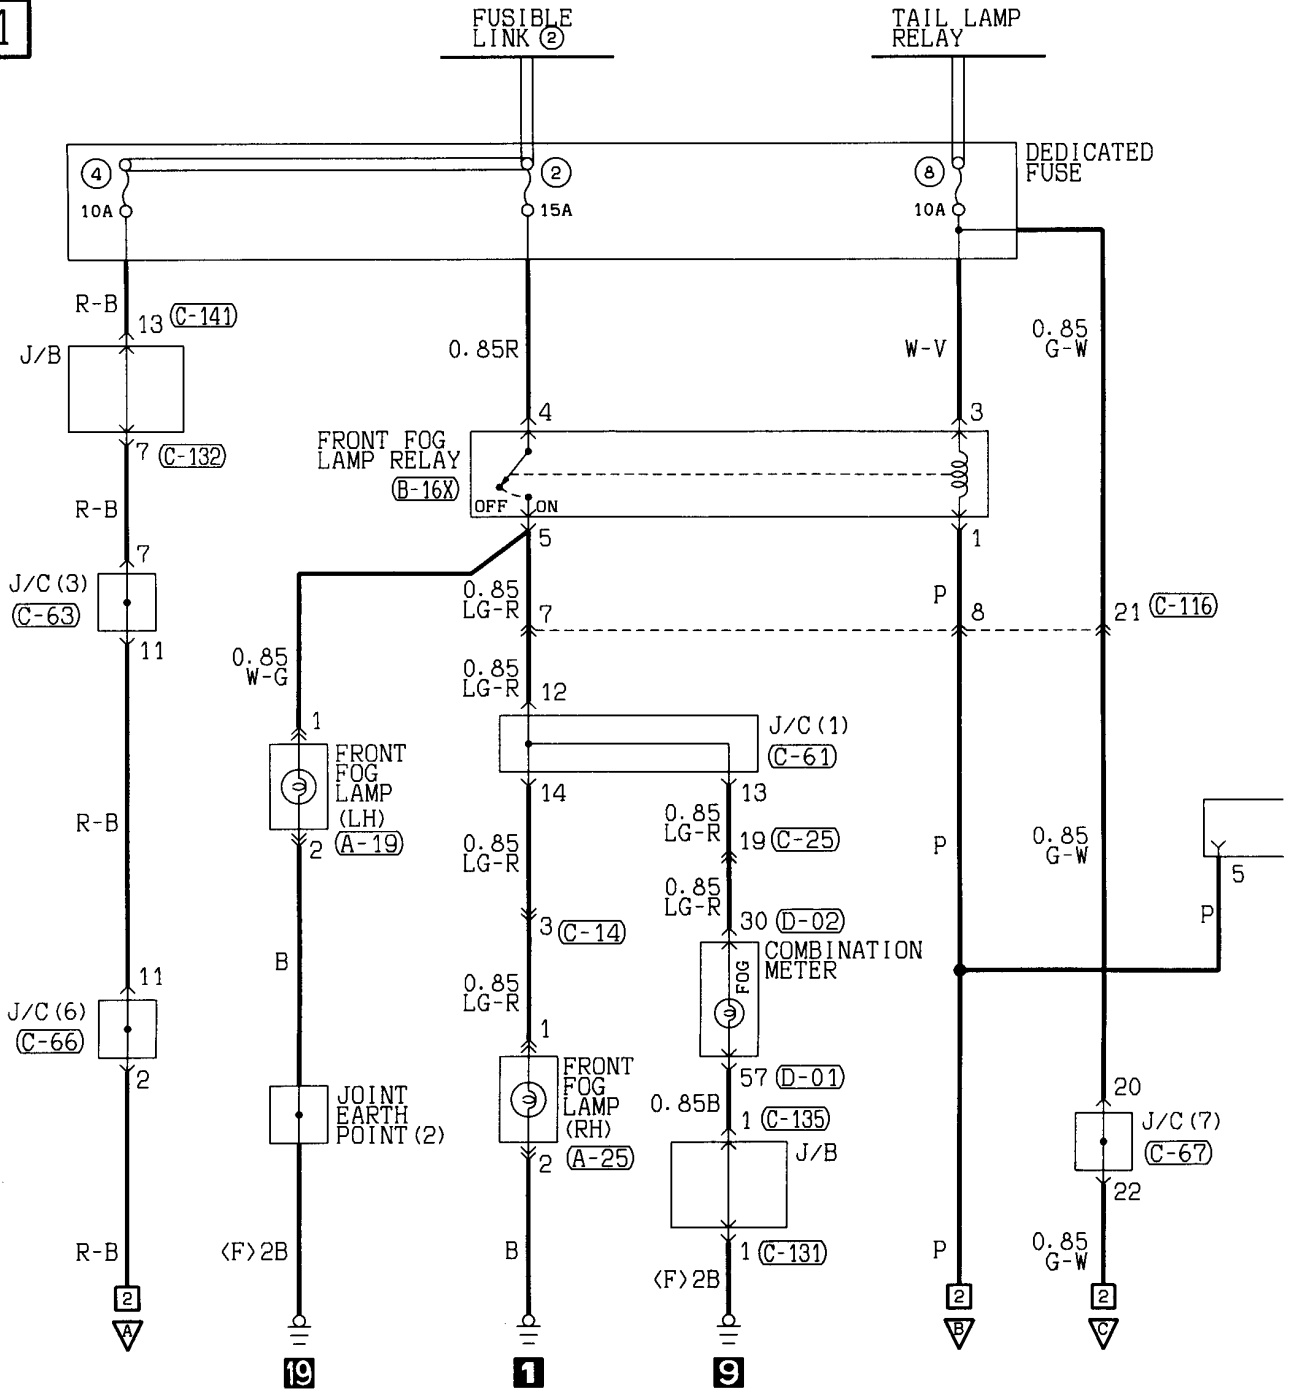 1
FUSIBLE
LINK ②
TAIL LAMP
RELAY
DEDICATED
FUSE
④
10A
②
15A
⑧
10A
R-B
13 C-141
J/B
7 C-132
R-B
7
J/C(3)
C-63
11
R-B
11
J/C(6)
C-66
2
R-B
2
A
0.85R
4
FRONT FOG
LAMP RELAY
B-16X
OFF
ON
5
3
1
W-V
0.85
G-W
0.85
LG-R
7
P
8
21 C-116
0.85
W-G
1
FRONT
FOG
LAMP
(LH)
A-19
2
B
JOINT
EARTH
POINT(2)
<F>2B
19
0.85
LG-R
12
J/C(1)
C-61
14
13
0.85
LG-R
3 C-14
0.85
LG-R
1
FRONT
FOG
LAMP
(RH)
A-25
2
B
1
0.85
LG-R
19 C-25
0.85
LG-R
30 D-02
COMBINATION
METER
FOG
57 D-01
0.85B
1 C-135
J/B
1 C-131
<F>2B
9
P
5
P
P
2
B
0.85
G-W
20
J/C(7)
C-67
22
0.85
G-W
2
C